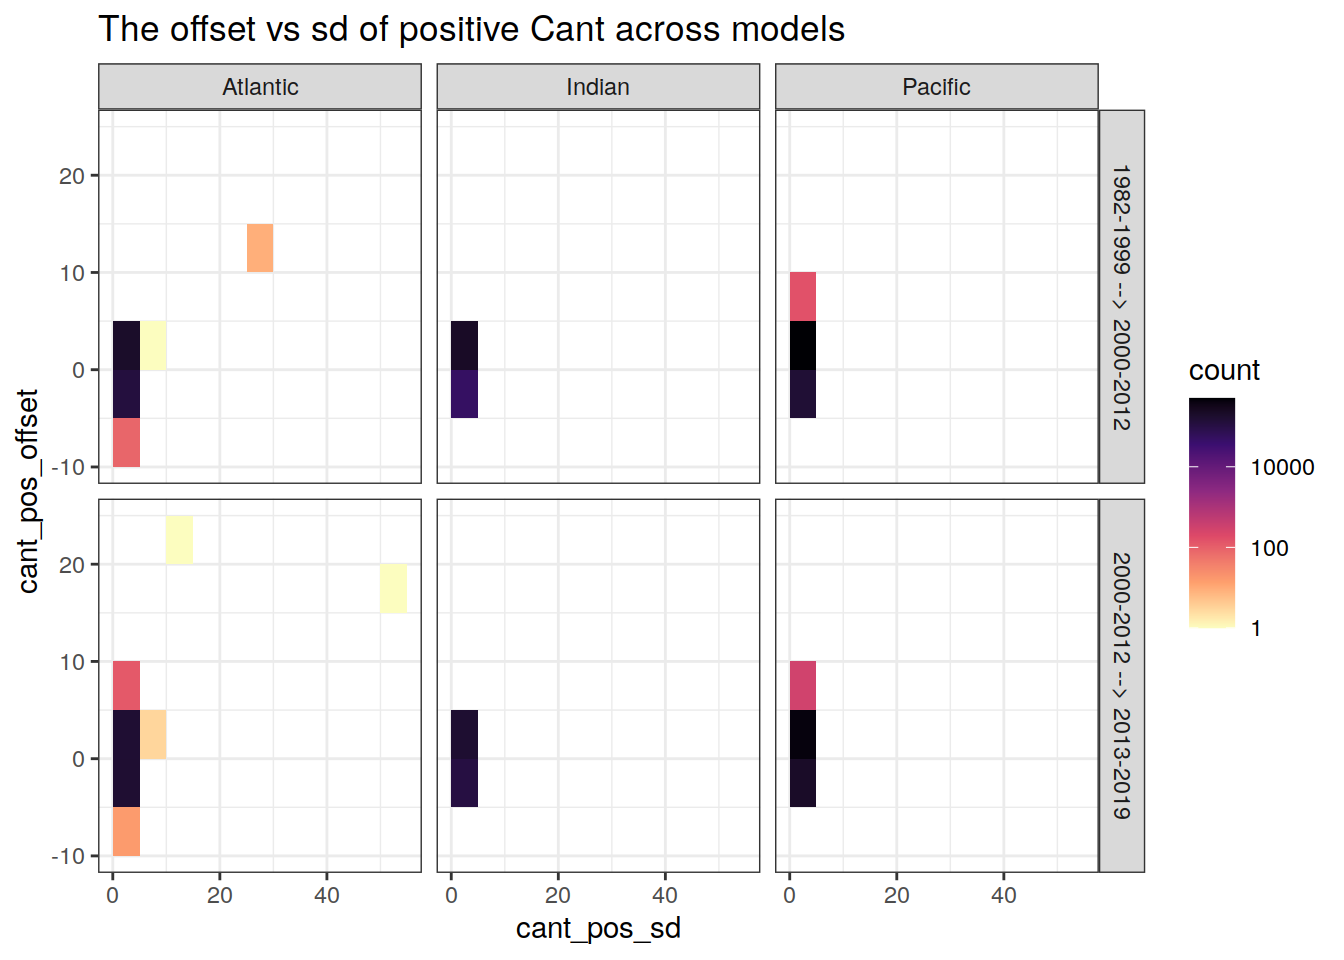 The offset vs sd of positive Cant across models
Atlantic
Indian
Pacific
20
10
0
-10
1982-1999 --> 2000-2012
20
10
0
-10
2000-2012 --> 2013-2019
0
20
40
0
20
40
0
20
40
cant_pos_sd
cant_pos_offset
count
10000
100
1